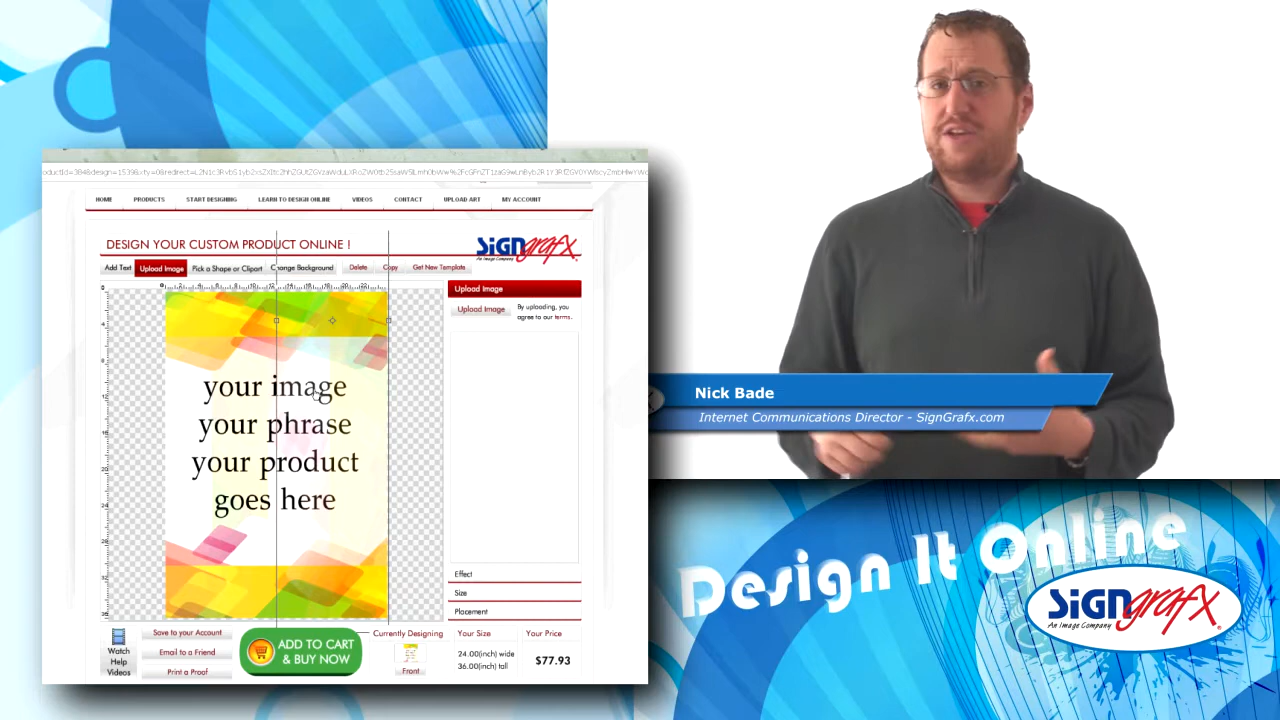 HOME PRODUCTS START DESIGNING LEARN TO DESIGN ONLINE VIDEOS CONTACT UPLOAD ART MY ACCOUNT
DESIGN YOUR CUSTOM PRODUCT ONLINE !
SiGNgrafx
An Image Company
Add Text Upload Image Pick a Shape or Clipart Change Background Delete Copy Get New Template
Upload Image
Upload Image
By uploading, you
agree to our terms.
your image
your phrase
your product
goes here
Effect
Size
Placement
Watch
Help
Videos
Save to your Account
Email to a Friend
Print a Proof
ADD TO CART
& BUY NOW
Currently Designing
Front
Your Size
24.00(inch) wide
36.00(inch) tall
Your Price
$77.93
Nick Bade
Internet Communications Director - SignGrafx.com
Design It Online
SiGNgrafx
An Image Company